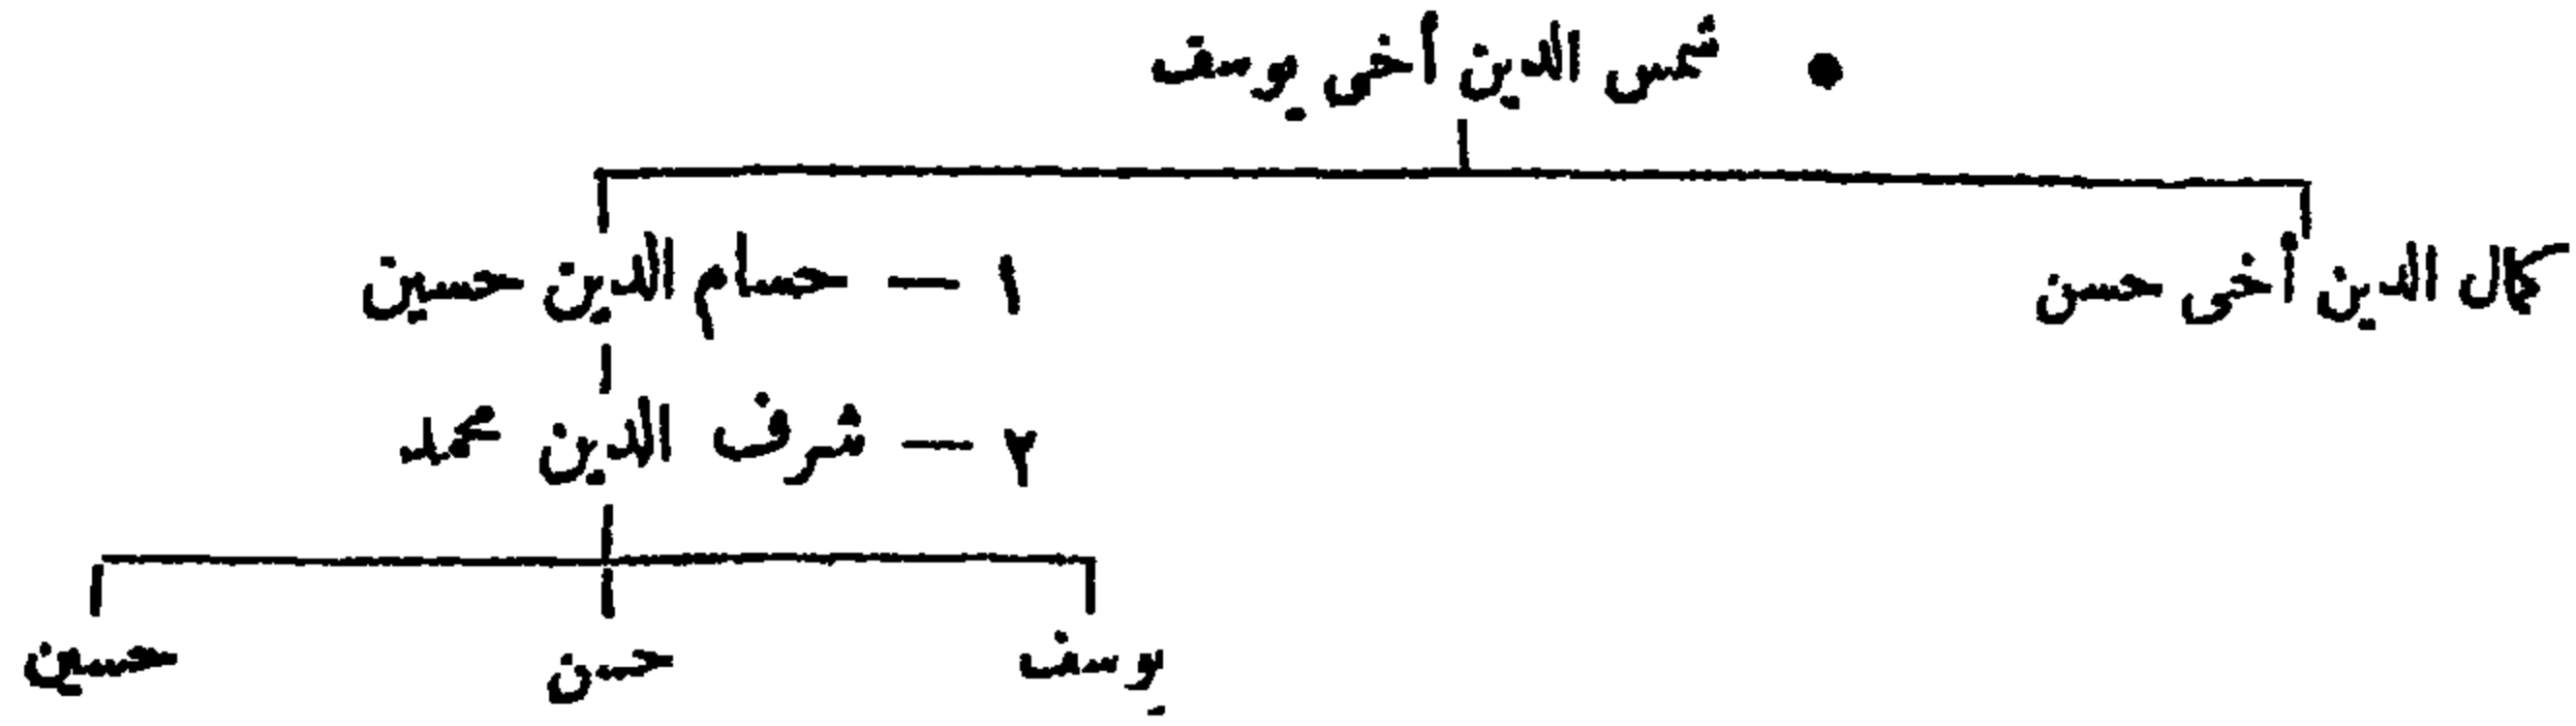 • شمس الدين أخى يوسف
كمال الدين أخى حسن ١ — حسام الدين حسين
٢ — شرف الدين محمد
يوسف حسن حسين